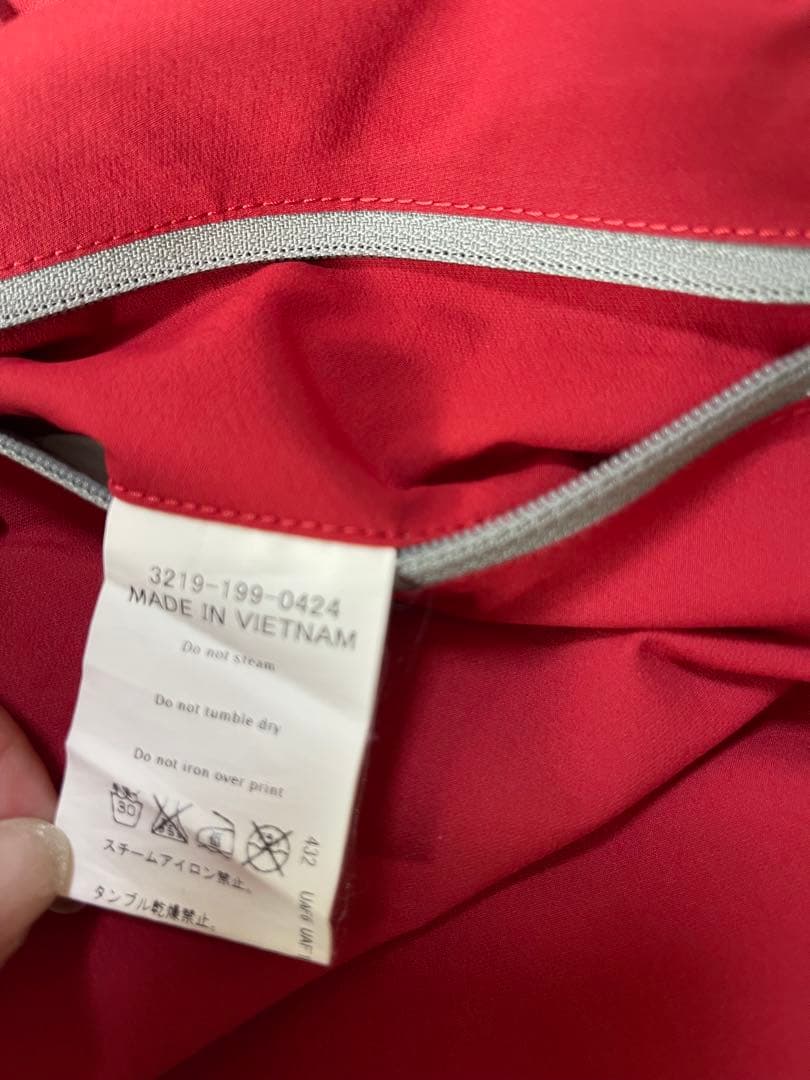 3219-199-0424
MADE IN VIETNAM
Do not Steam
Do not tumble dry
Do not iron over print
30
スチームアイロン禁止。
タンブル乾燥禁止。
432